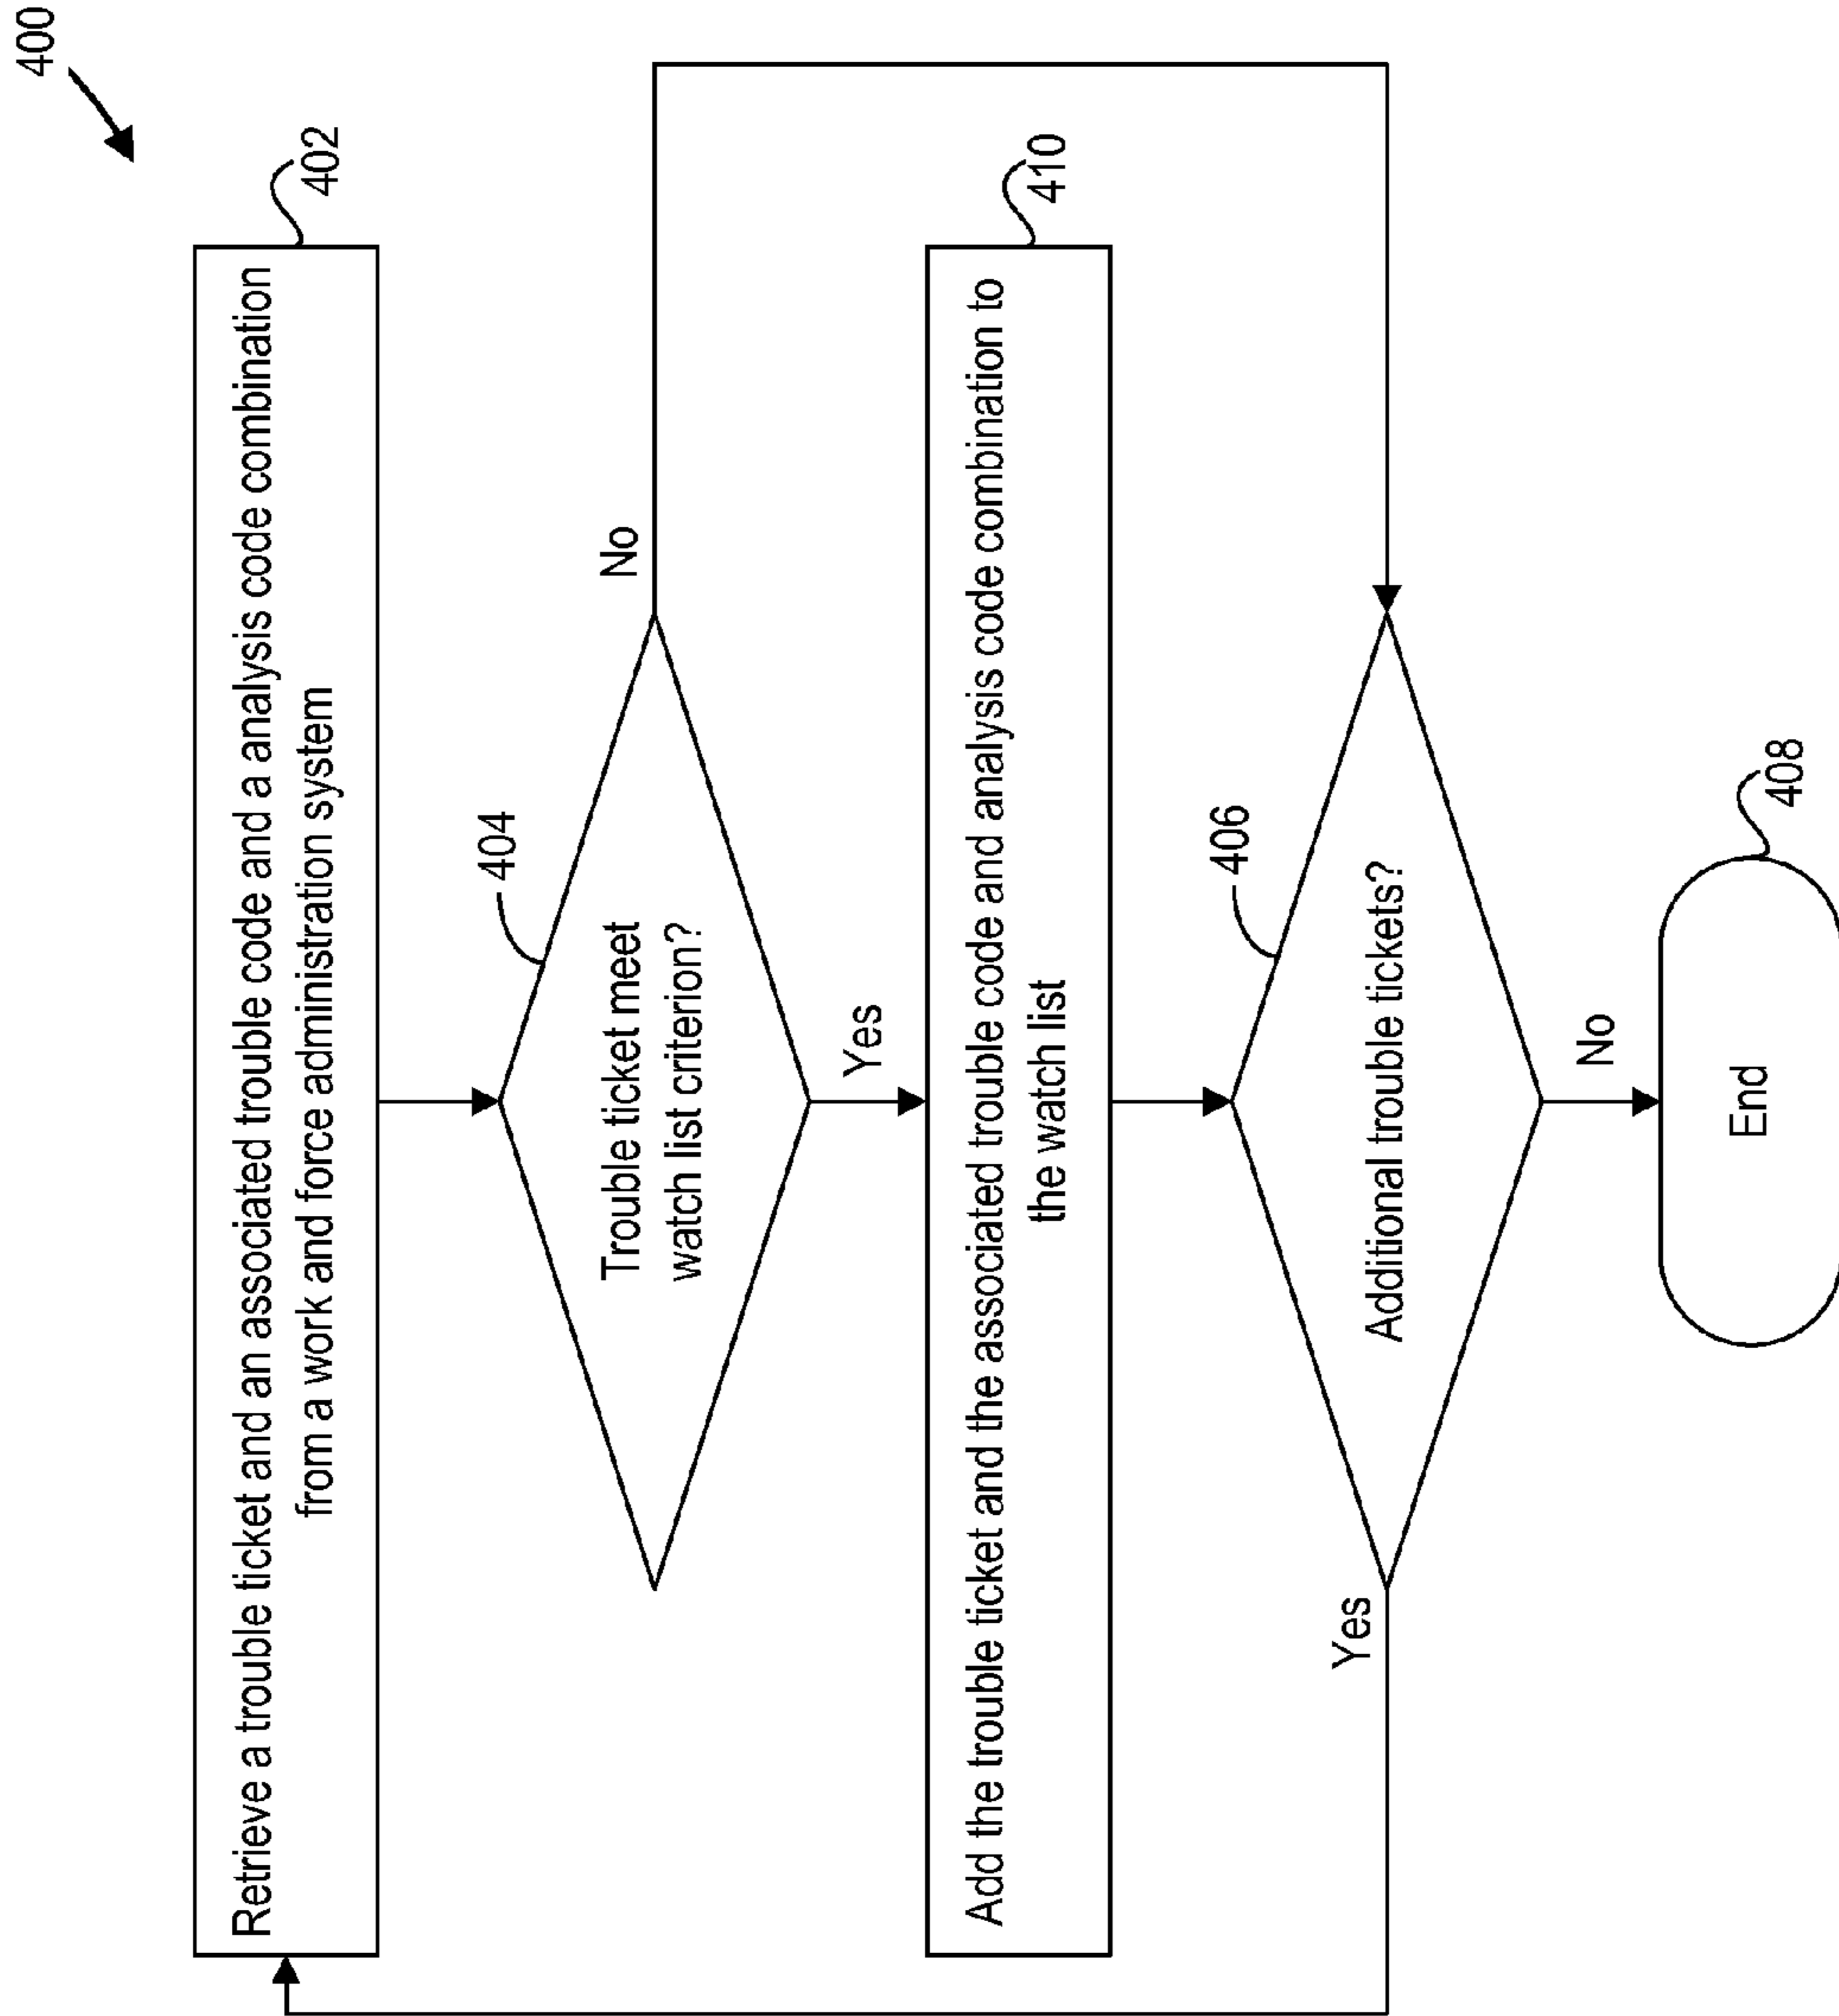 400
Retrieve a trouble ticket and an associated trouble code and a analysis code combination
from a work and force administration system
402
404
Trouble ticket meet
watch list criterion?
No
Yes
Add the trouble ticket and the associated trouble code and analysis code combination to
the watch list
410
406
Additional trouble tickets?
Yes
No
End
408